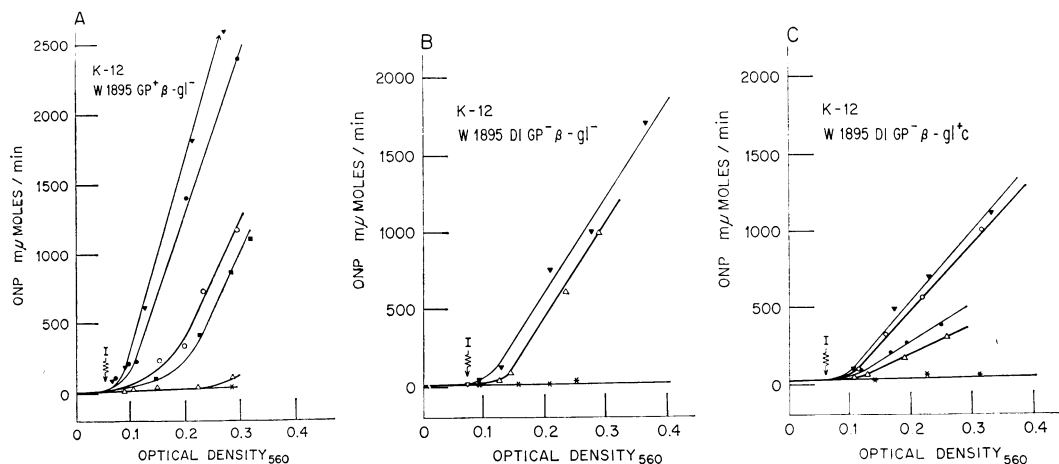 A
2500
2000
1500
1000
500
0
ONP mμ MOLES / min
K-12
W 1895 GP⁺ β-gl⁻
I
0 0.1 0.2 0.3 0.4
OPTICAL DENSITY₅₆₀
B
2000
1500
1000
500
0
ONP mμ MOLES / min
K-12
W 1895 DI GP⁻ β-gl⁻
I
0 0.1 0.2 0.3 0.4
OPTICAL DENSITY₅₆₀
C
2000
1500
1000
500
0
ONP mμ MOLES / min
K-12
W 1895 DI GP⁻ β-gl⁺c
I
0 0.1 0.2 0.3 0.4
OPTICAL DENSITY₅₆₀